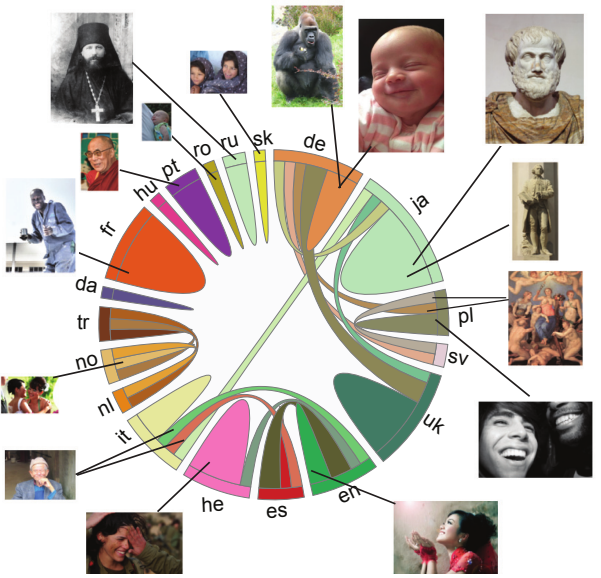 de
ja
pl
sv
uk
en
es
he
it
nl
no
tr
da
fr
hu
pt
ro
ru
sk